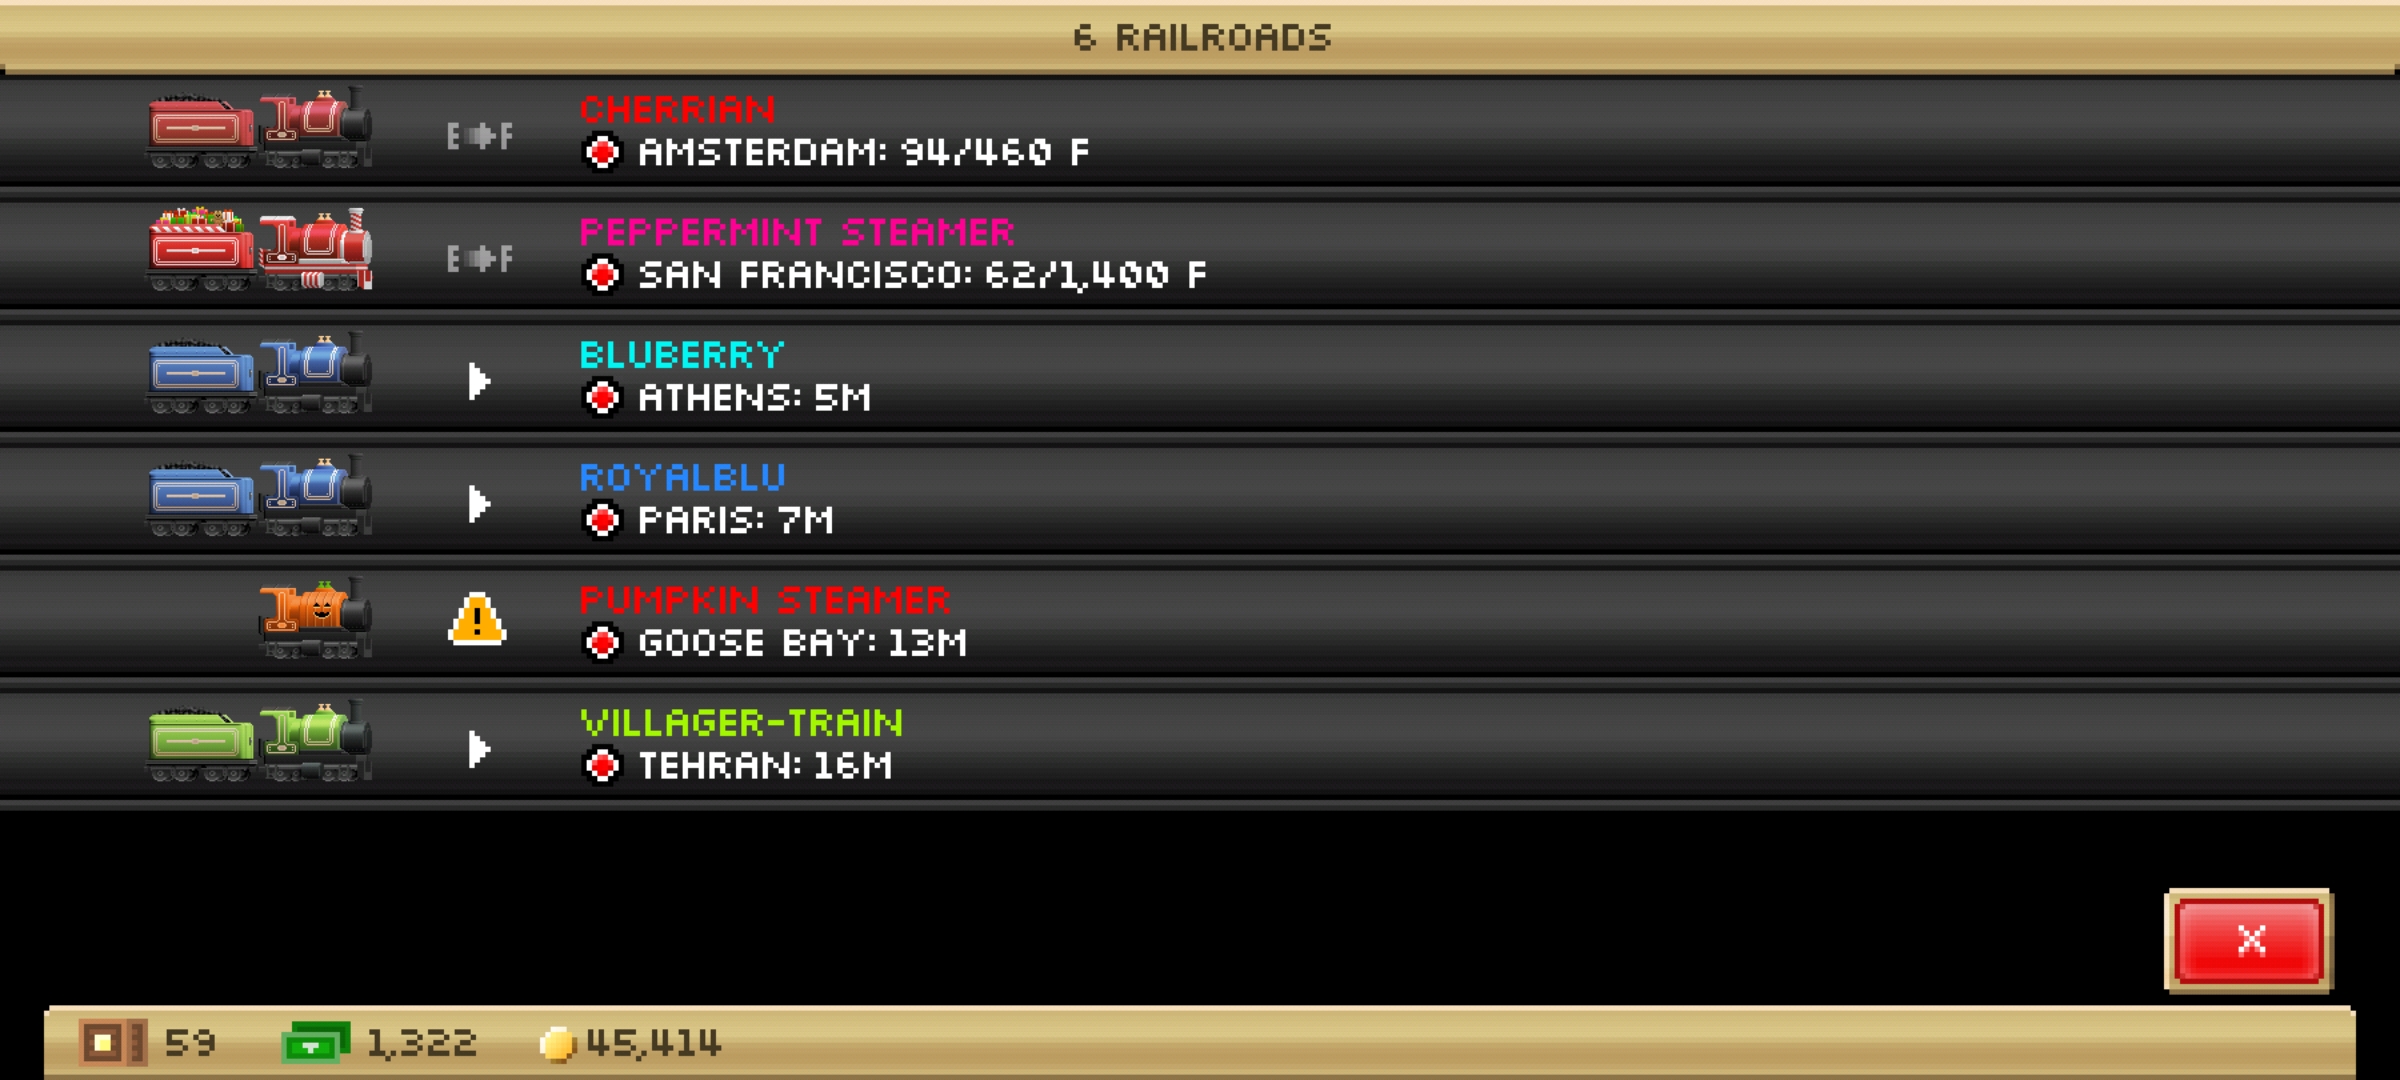 6 RAILROADS
CHERRIAN
E F
AMSTERDAM: 94/460 F
PEPPERMINT STEAMER
E F
SAN FRANCISCO: 62/1,400 F
BLUBERRY
ATHENS: 5M
ROYALBLU
PARIS: 7M
PUMPKIN STEAMER
!
GOOSE BAY: 13M
VILLAGER-TRAIN
TEHRAN: 16M
X
59 1,322 45,414